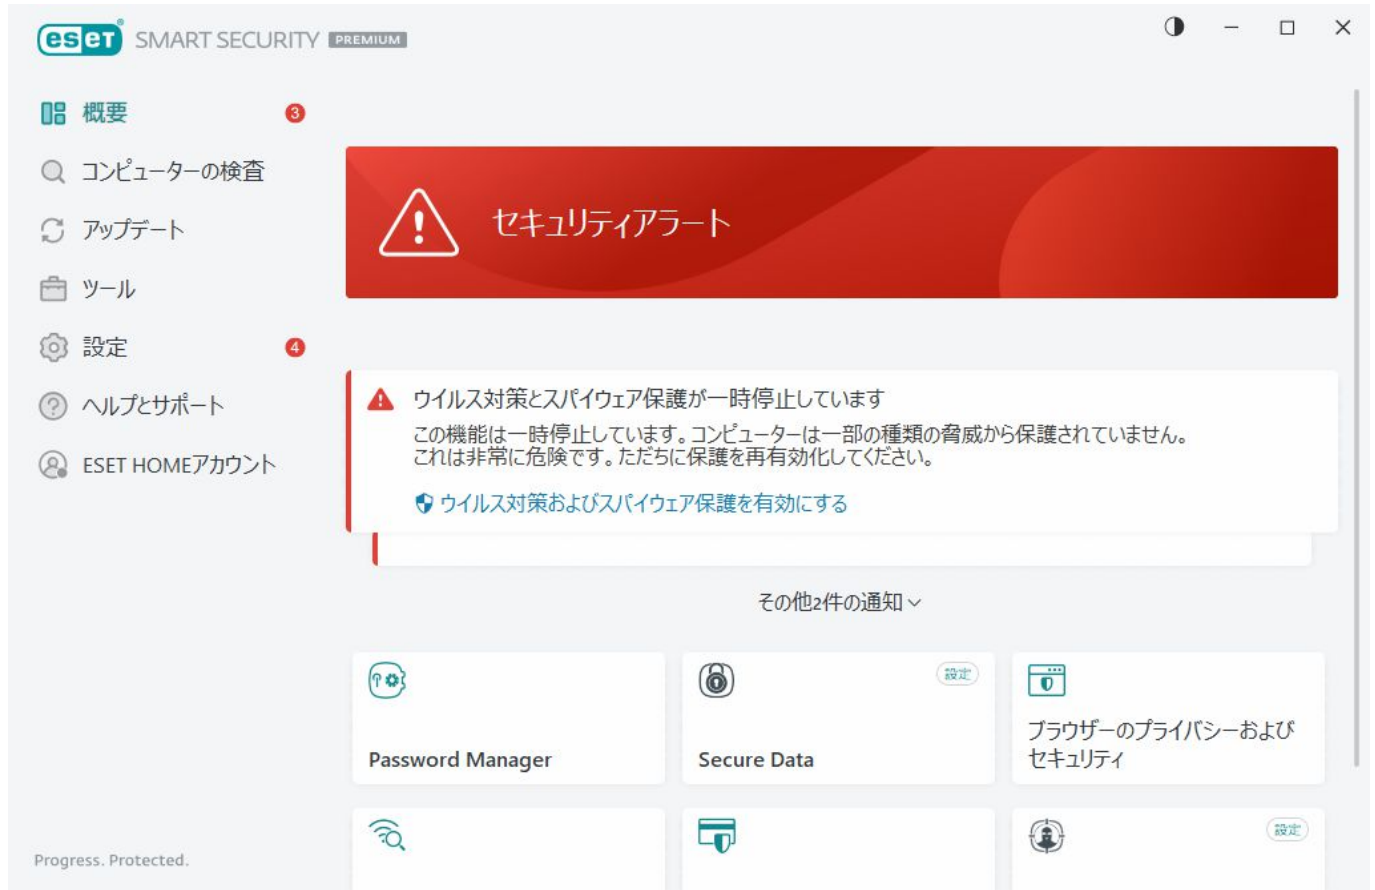 eset SMART SECURITY PREMIUM
概要 3
コンピューターの検査
アップデート
ツール
設定 4
ヘルプとサポート
ESET HOMEアカウント
Progress. Protected.
セキュリティアラート
ウイルス対策とスパイウェア保護が一時停止しています
この機能は一時停止しています。コンピューターは一部の種類の脅威から保護されていません。
これは非常に危険です。ただちに保護を再有効化してください。
ウイルス対策およびスパイウェア保護を有効にする
その他2件の通知
Password Manager
設定
Secure Data
ブラウザーのプライバシーおよび
セキュリティ
設定